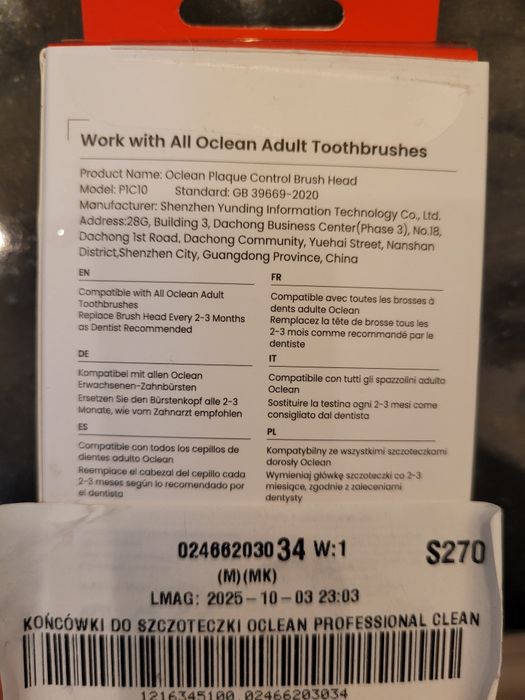 Work with All Oclean Adult Toothbrushes
Product Name: Oclean Plaque Control Brush Head
Model: P1C10 Standard: GB 39669-2020
Manufacturer: Shenzhen Yunding Information Technology Co., Ltd.
Address:28G, Building 3, Dachong Business Center(Phase 3), No.18,
Dachong 1st Road, Dachong Community, Yuehai Street, Nanshan
District,Shenzhen City, Guangdong Province, China
EN
Compatible with All Oclean Adult
Toothbrushes
Replace Brush Head Every 2-3 Months
as Dentist Recommended
FR
Compatible avec toutes les brosses à
dents adulte Oclean
Remplacez la tête de brosse tous les
2-3 mois comme recommandé par le
dentiste
DE
Kompatibel mit allen Oclean
Erwachsenen-Zahnbürsten
Ersetzen Sie den Bürstenkopf alle 2-3
Monate, wie vom Zahnarzt empfohlen
IT
Compatibile con tutti gli spazzolini adulto
Oclean
Sostituire la testina ogni 2-3 mesi come
consigliato dal dentista
ES
Compatible con todos los cepillos de
dientes adulto Oclean
Reemplace el cabezal del cepillo cada
2-3 meses según lo recomendado por
el dentista
PL
Kompatybilny ze wszystkimi szczoteczkami
dorosły Oclean
Wymieniaj główkę szczoteczki co 2-3
miesiące, zgodnie z zaleceniami
dentysty
02466203034 W:1 S270
(M)(MK)
LMAG: 2025-10-03 23:03
KOŃCÓWKI DO SZCZOTECZKI OCLEAN PROFESSIONAL CLEAN
1216345100 02466203034